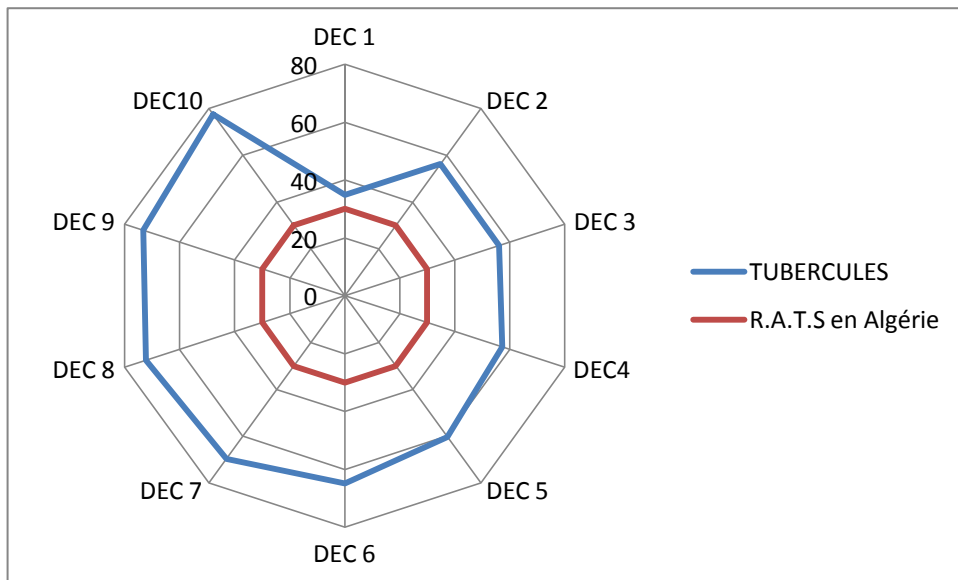 DEC 1
80
DEC10
DEC 2
60
40
DEC 9
DEC 3
20
TUBERCULES
0
R.A.T.S en Algérie
DEC 8
DEC4
DEC 7
DEC 5
DEC 6